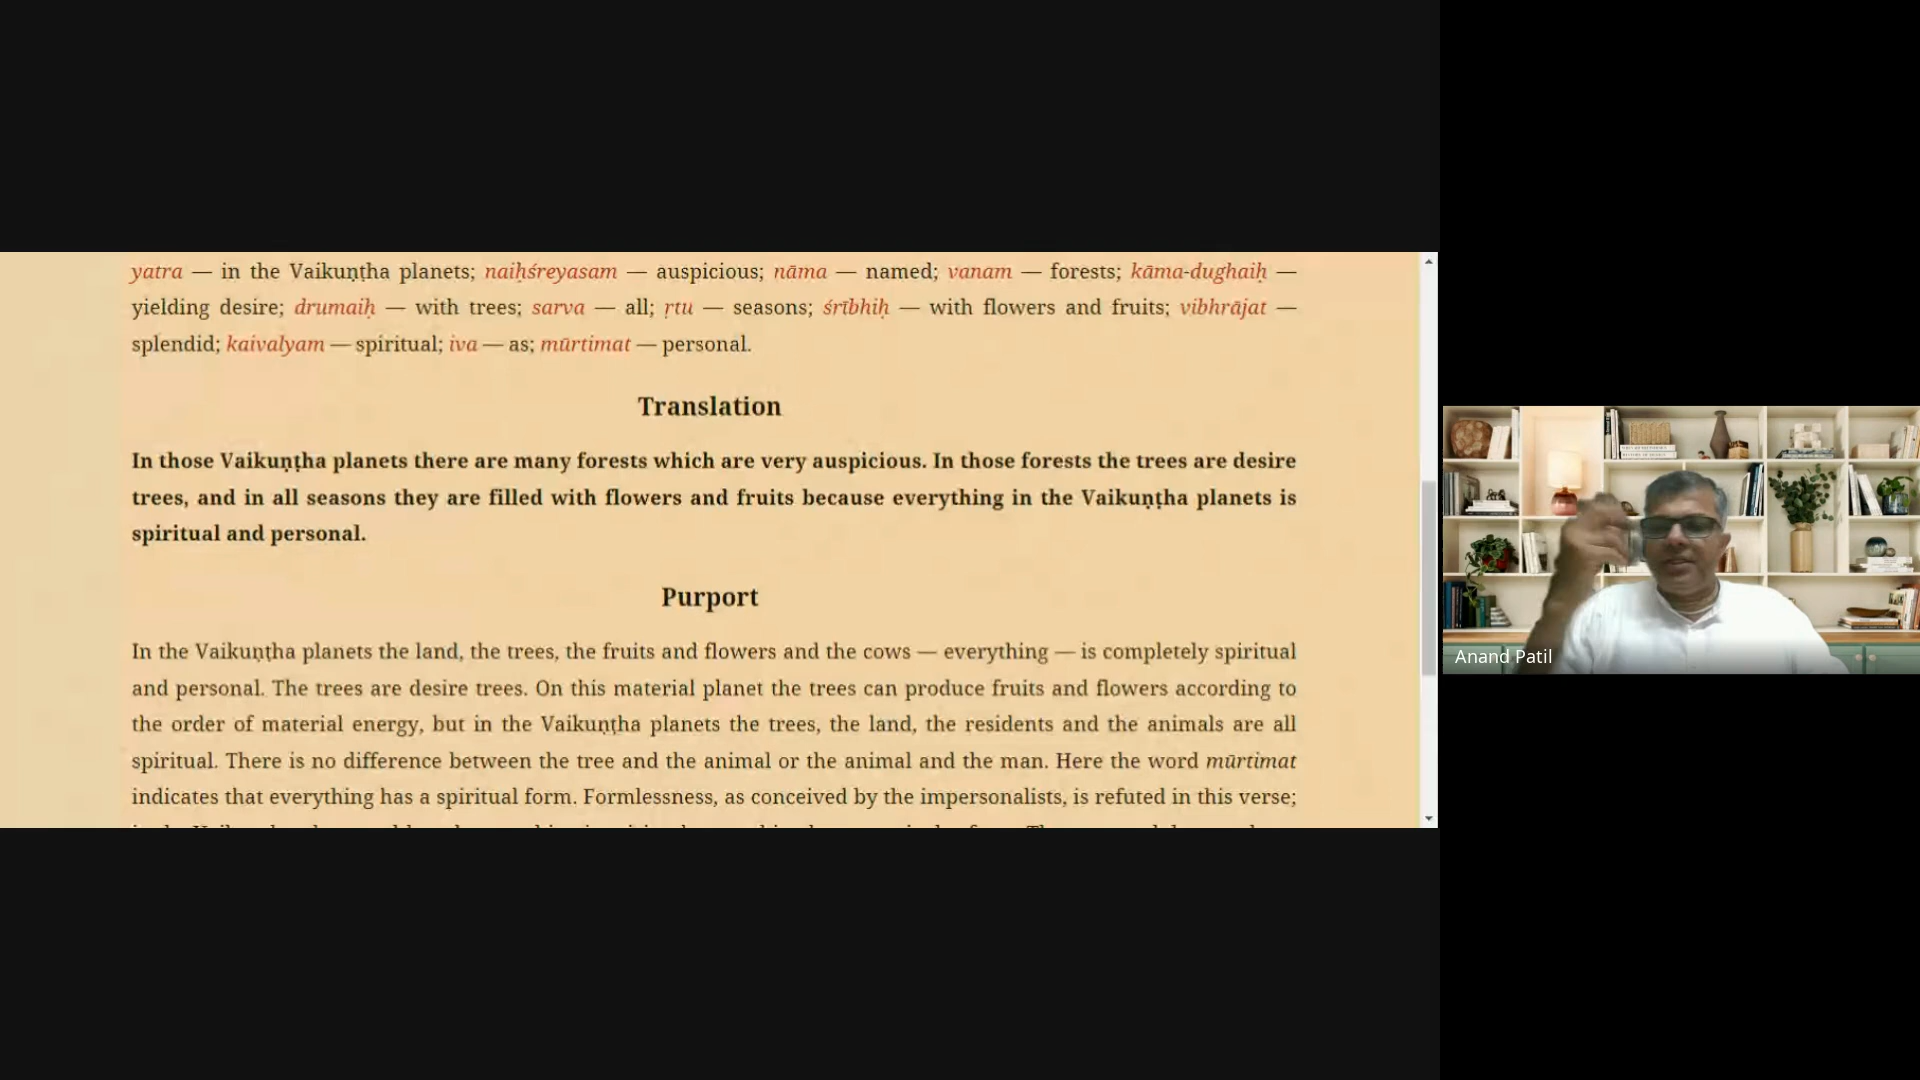 yatra — in the Vaikuṇṭha planets; naiḥśreyasam — auspicious; nāma — named; vanam — forests; kāma-dughaiḥ —
yielding desire; drumaiḥ — with trees; sarva — all; ṛtu — seasons; śrībhiḥ — with flowers and fruits; vibhrājat —
splendid; kaivalyam — spiritual; iva — as; mūrtimat — personal.
Translation
In those Vaikuṇṭha planets there are many forests which are very auspicious. In those forests the trees are desire
trees, and in all seasons they are filled with flowers and fruits because everything in the Vaikuṇṭha planets is
spiritual and personal.
Purport
In the Vaikuṇṭha planets the land, the trees, the fruits and flowers and the cows — everything — is completely spiritual
and personal. The trees are desire trees. On this material planet the trees can produce fruits and flowers according to
the order of material energy, but in the Vaikuṇṭha planets the trees, the land, the residents and the animals are all
spiritual. There is no difference between the tree and the animal or the animal and the man. Here the word mūrtimat
indicates that everything has a spiritual form. Formlessness, as conceived by the impersonalists, is refuted in this verse;
Anand Patil